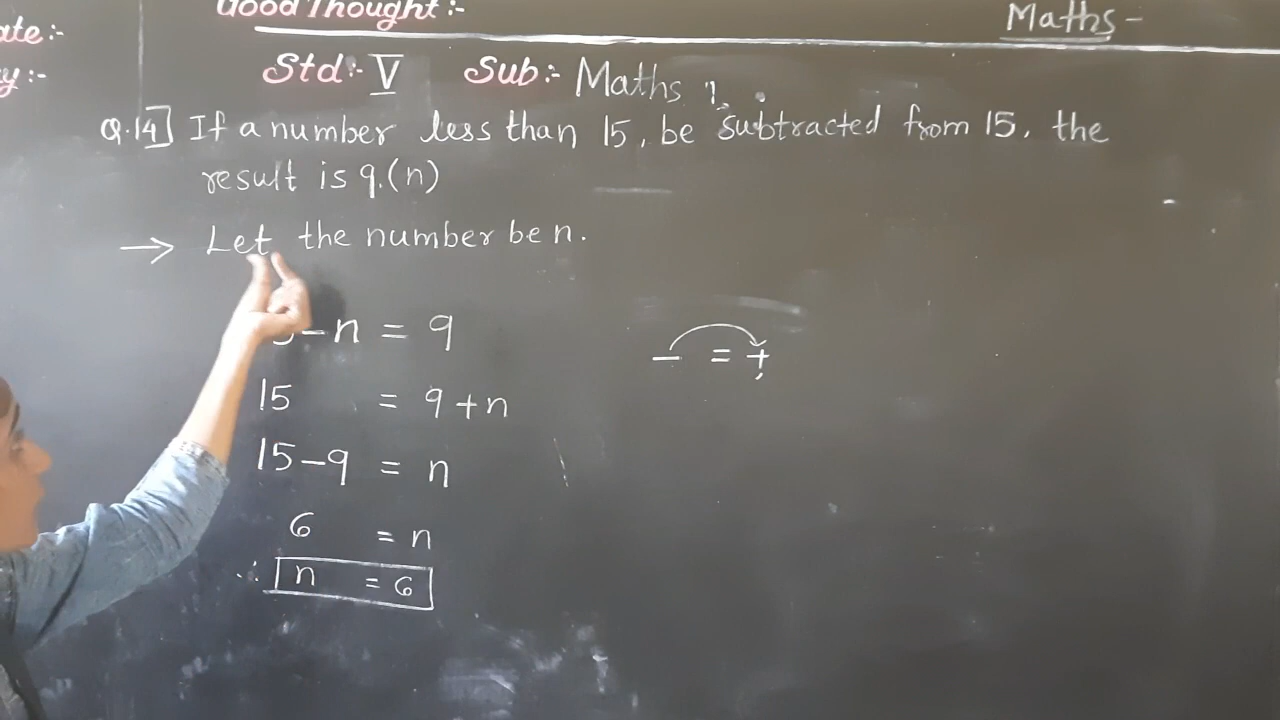 Good Thought :-
Maths -
ate :-
y :-
Std :- V Sub :- Maths
Q.14] If a number less than 15, be subtracted from 15, the
result is 9. (n)
→ Let the number be n.
-n = 9
- = +
15 = 9+n
15-9 = n
6 = n
∴ n = 6